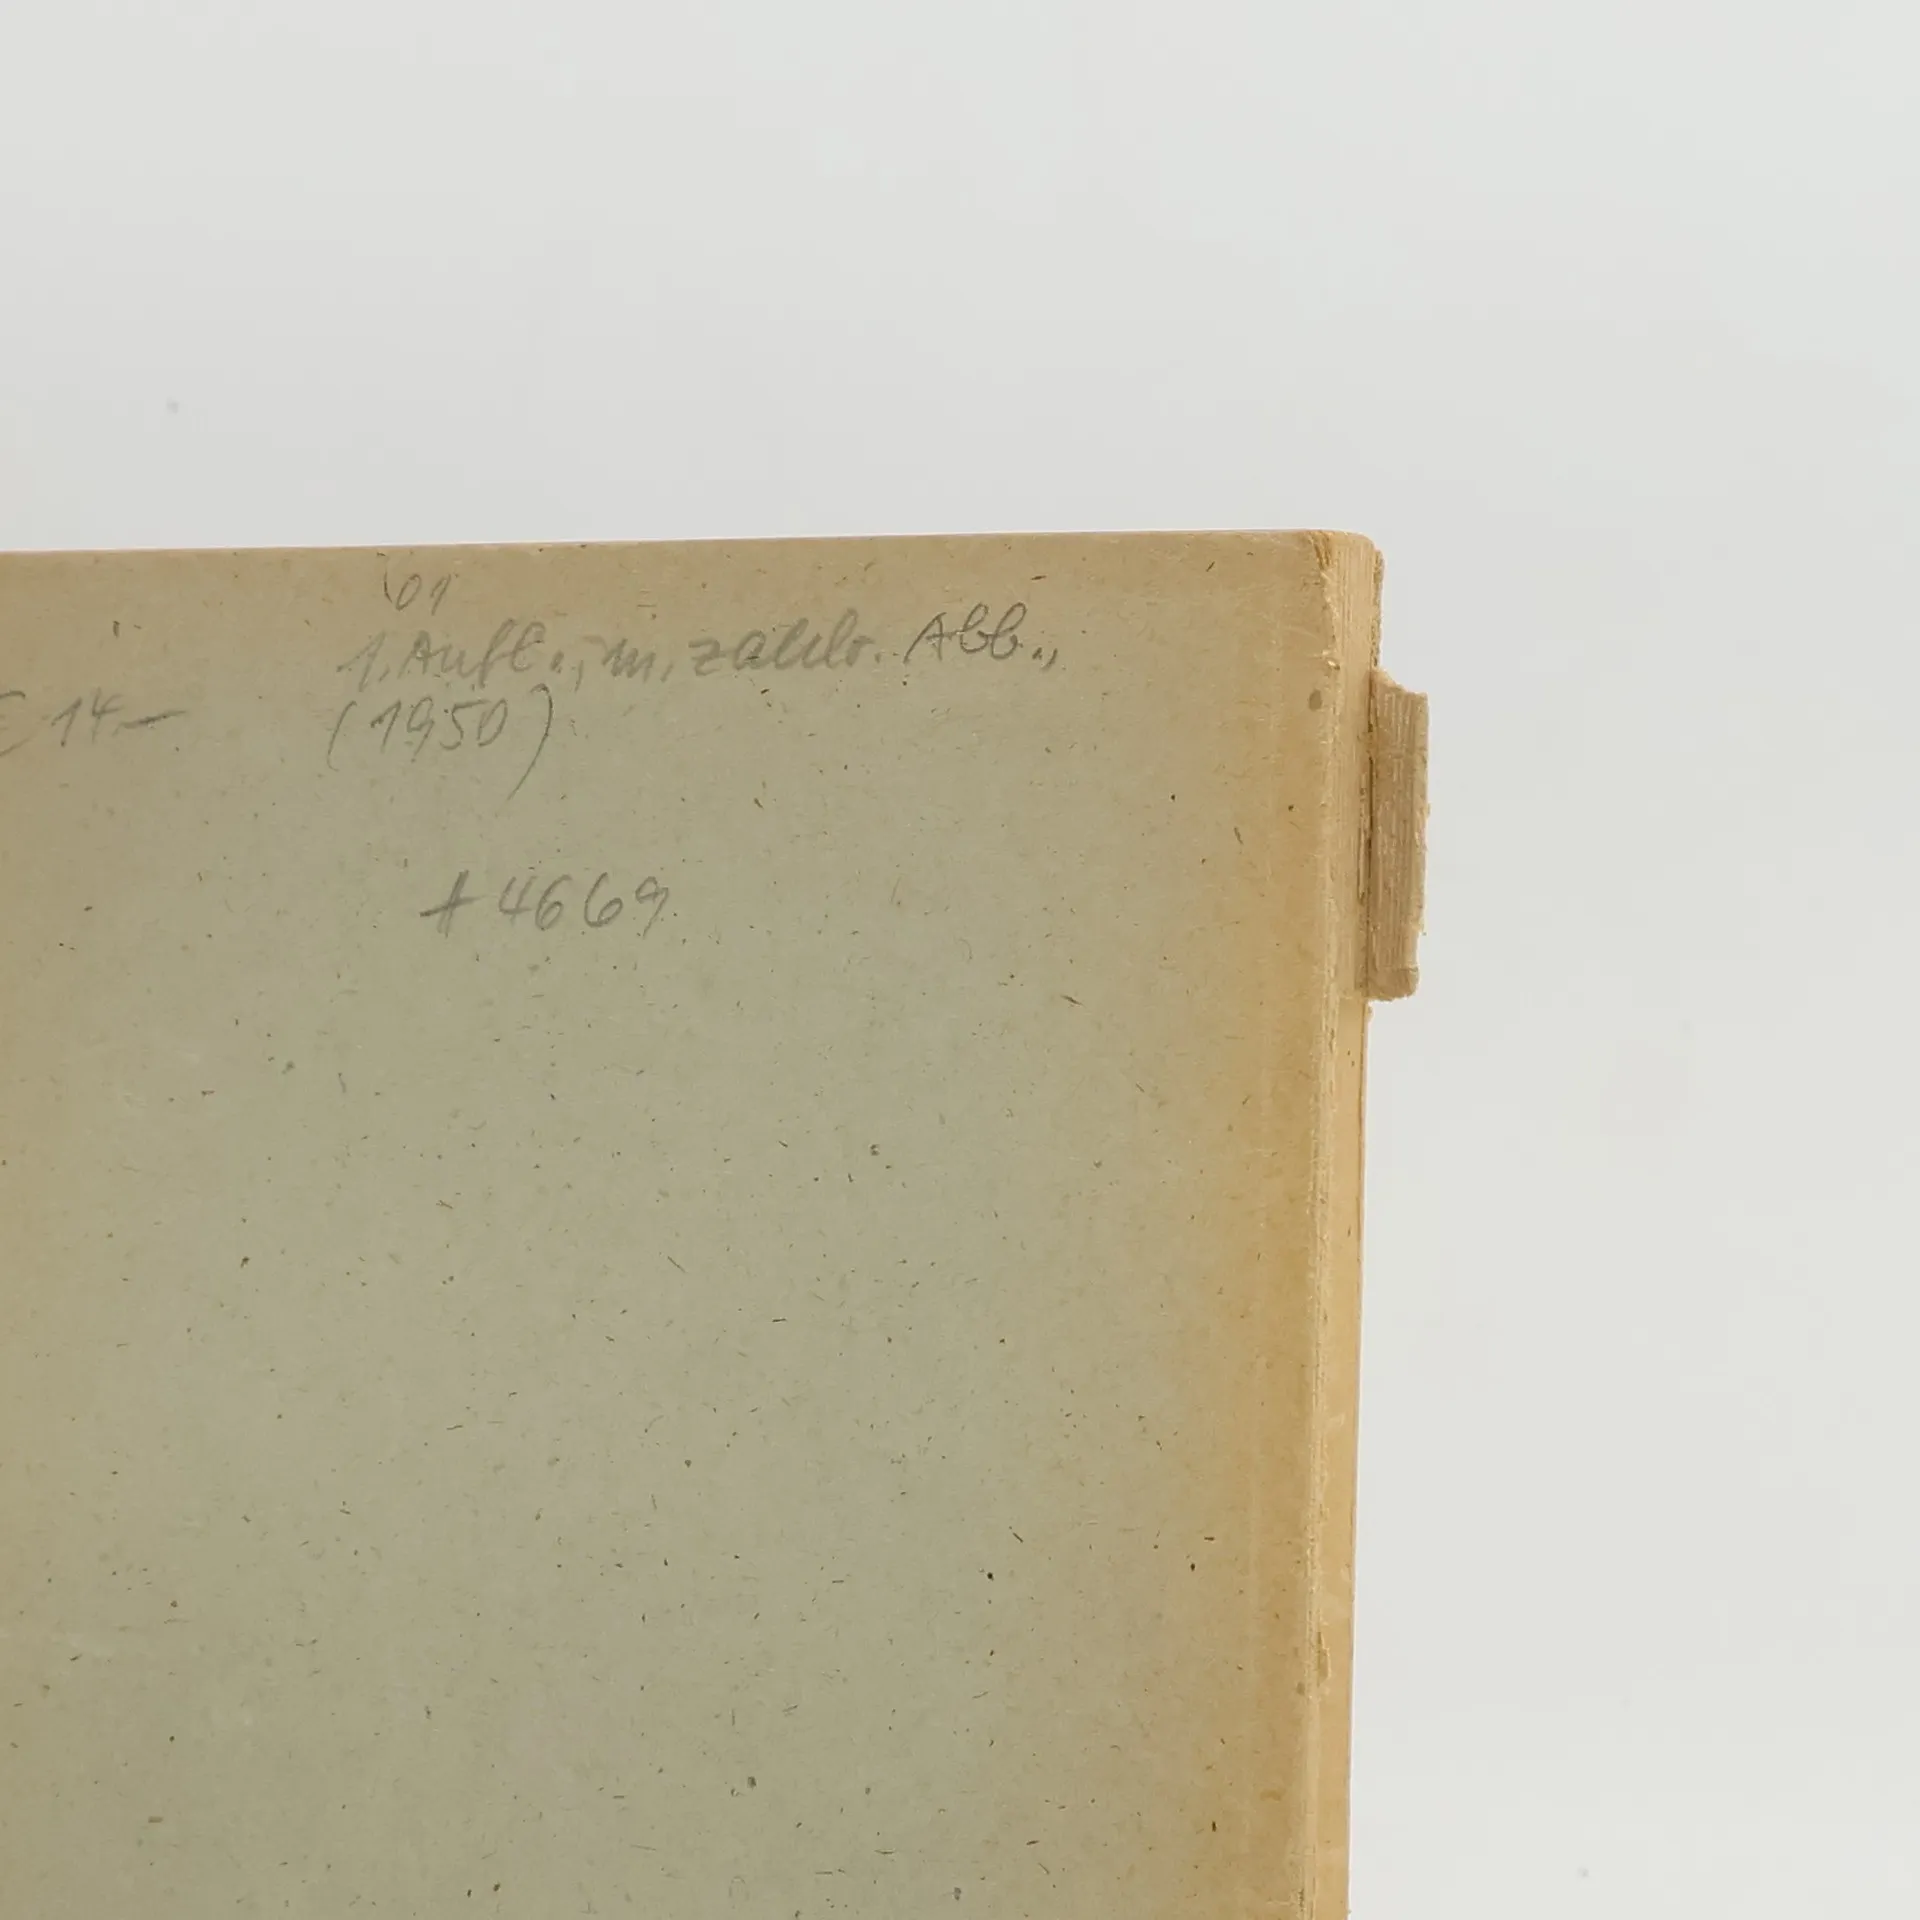 01
1. Aufl., m. zahlr. Abb.,
€ 14.- (1950)
# 4669